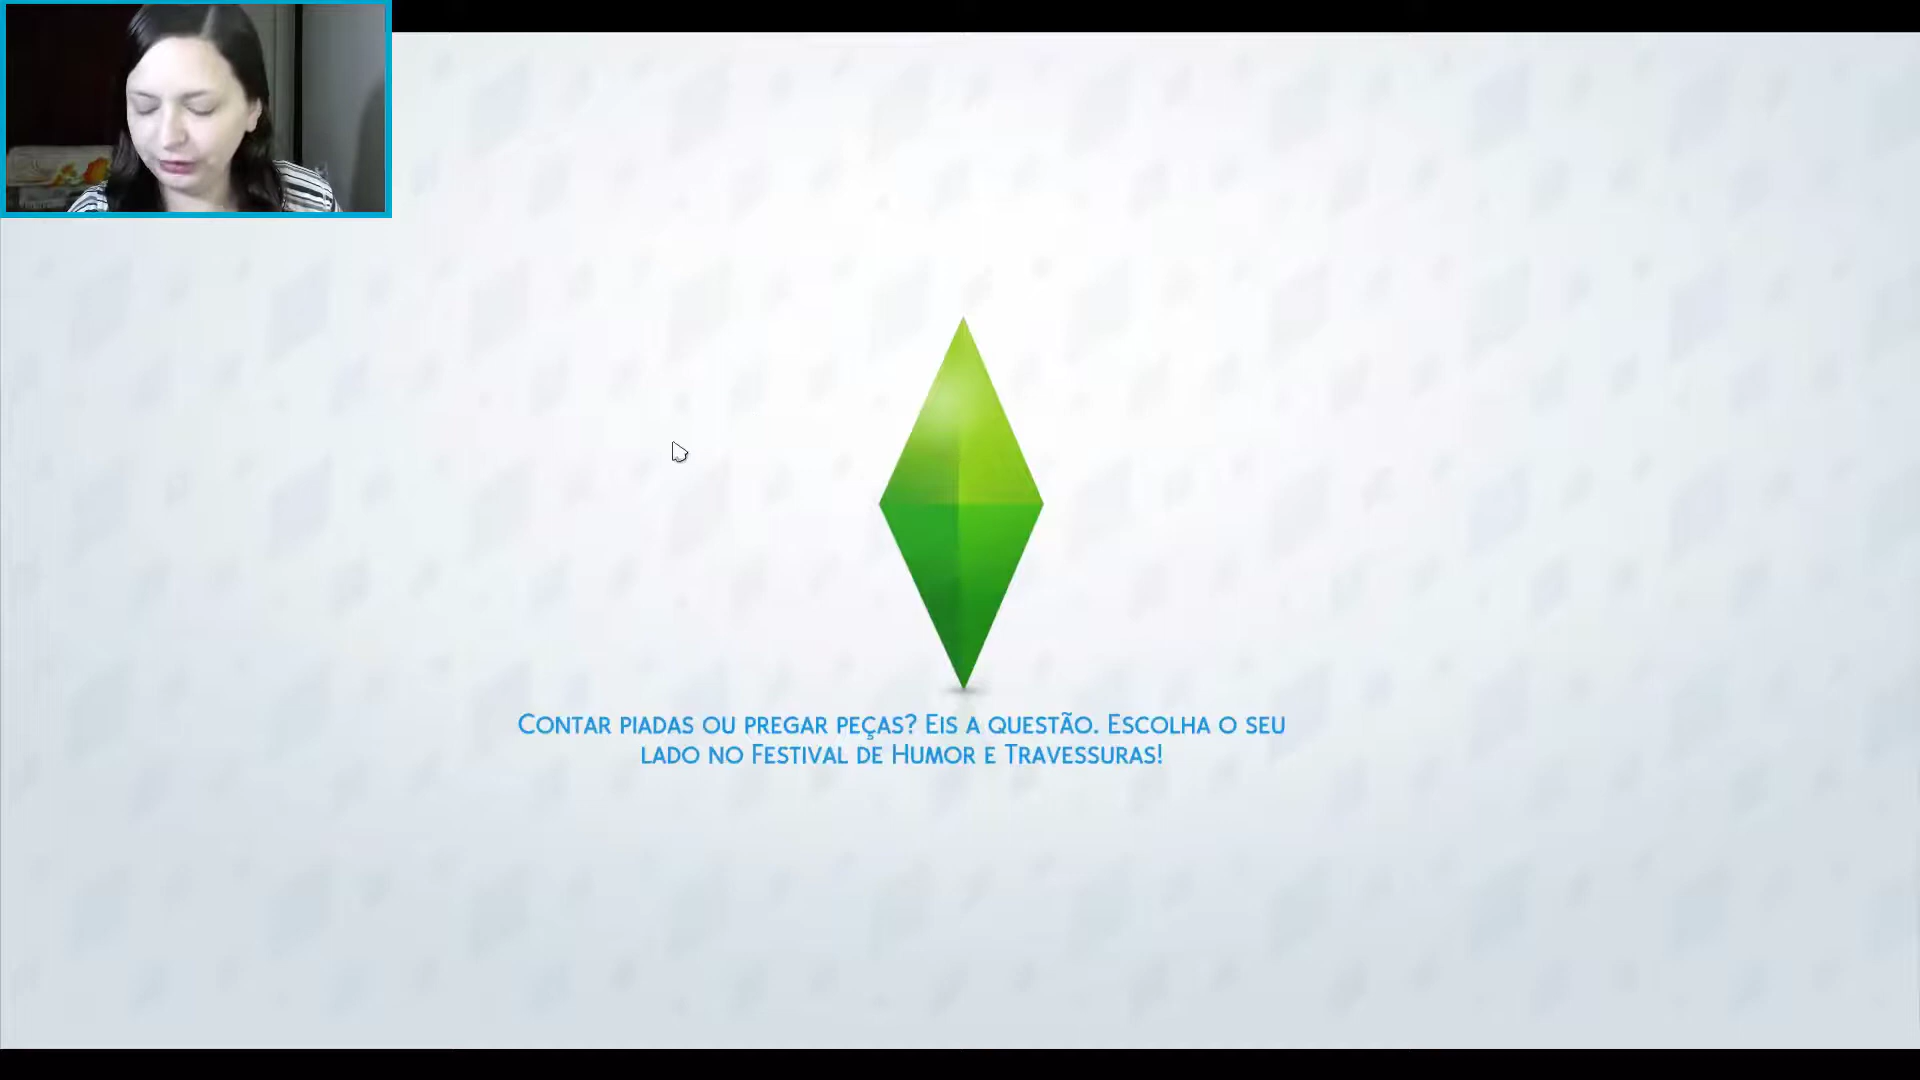 Contar piadas ou pregar peças? Eis a questão. Escolha o seu
lado no Festival de Humor e Travessuras!